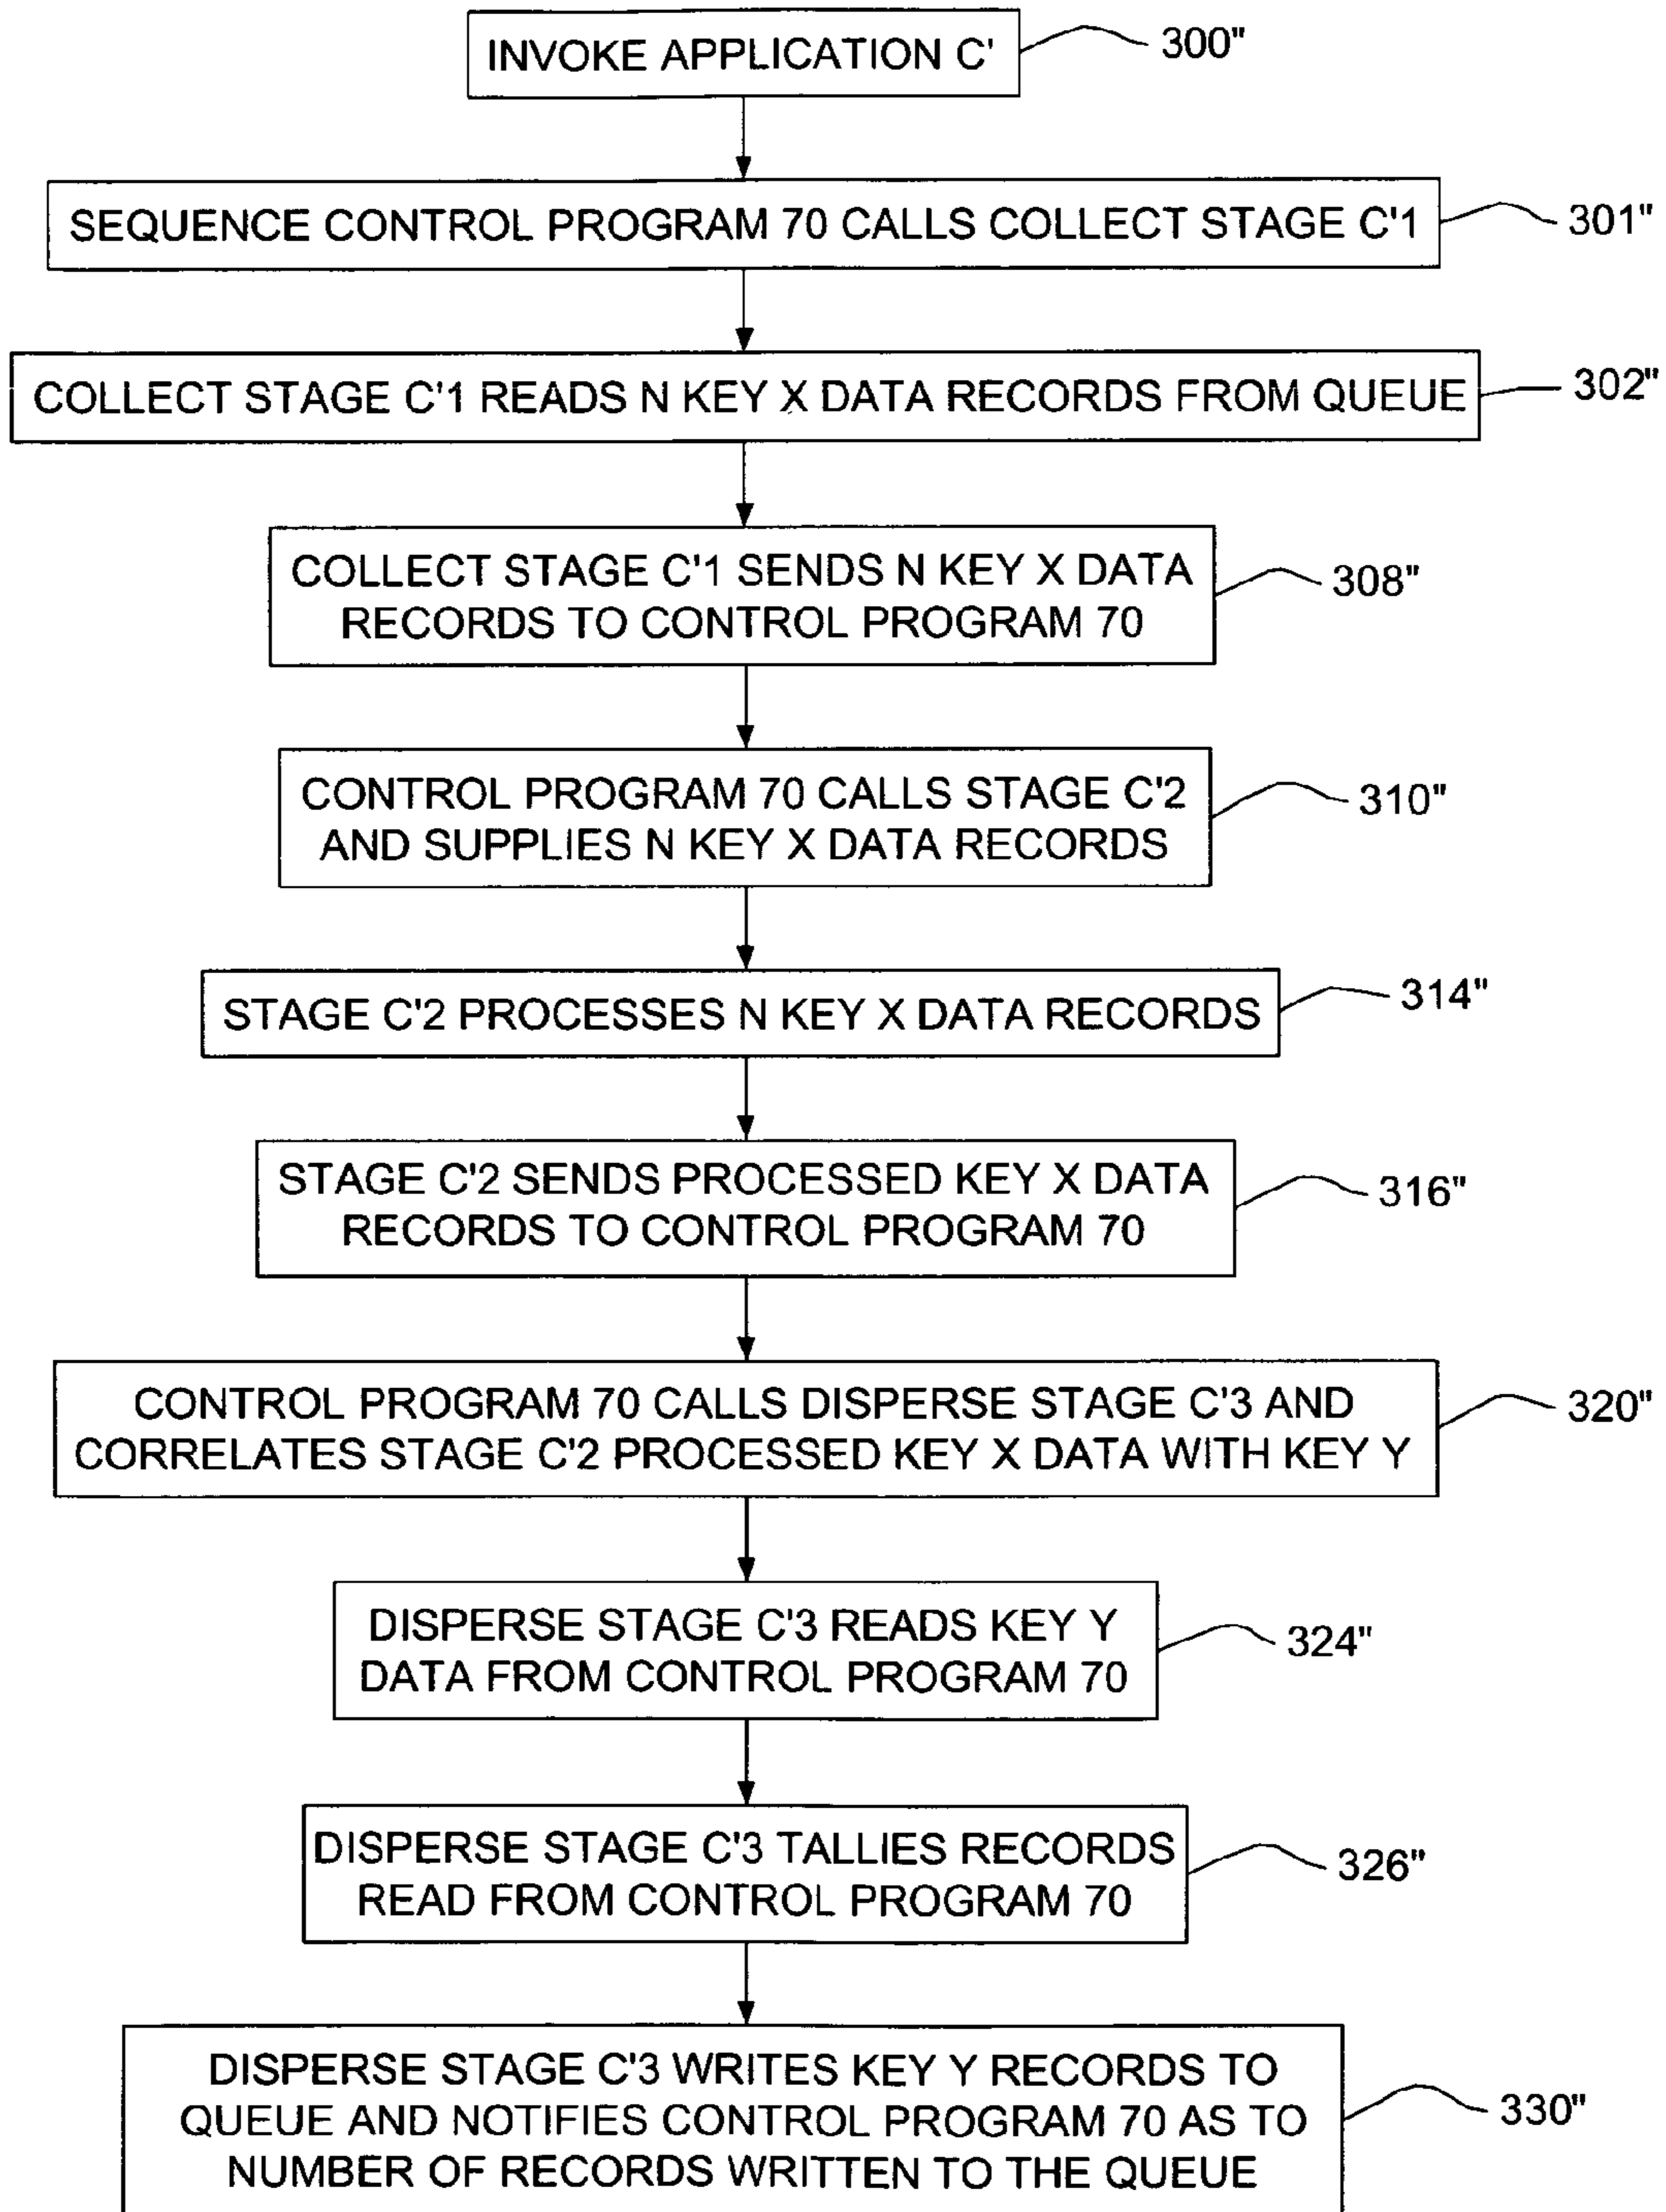 INVOKE APPLICATION C'
300"
SEQUENCE CONTROL PROGRAM 70 CALLS COLLECT STAGE C'1
301"
COLLECT STAGE C'1 READS N KEY X DATA RECORDS FROM QUEUE
302"
COLLECT STAGE C'1 SENDS N KEY X DATA
RECORDS TO CONTROL PROGRAM 70
308"
CONTROL PROGRAM 70 CALLS STAGE C'2
AND SUPPLIES N KEY X DATA RECORDS
310"
STAGE C'2 PROCESSES N KEY X DATA RECORDS
314"
STAGE C'2 SENDS PROCESSED KEY X DATA
RECORDS TO CONTROL PROGRAM 70
316"
CONTROL PROGRAM 70 CALLS DISPERSE STAGE C'3 AND
CORRELATES STAGE C'2 PROCESSED KEY X DATA WITH KEY Y
320"
DISPERSE STAGE C'3 READS KEY Y
DATA FROM CONTROL PROGRAM 70
324"
DISPERSE STAGE C'3 TALLIES RECORDS
READ FROM CONTROL PROGRAM 70
326"
DISPERSE STAGE C'3 WRITES KEY Y RECORDS TO
QUEUE AND NOTIFIES CONTROL PROGRAM 70 AS TO
NUMBER OF RECORDS WRITTEN TO THE QUEUE
330"